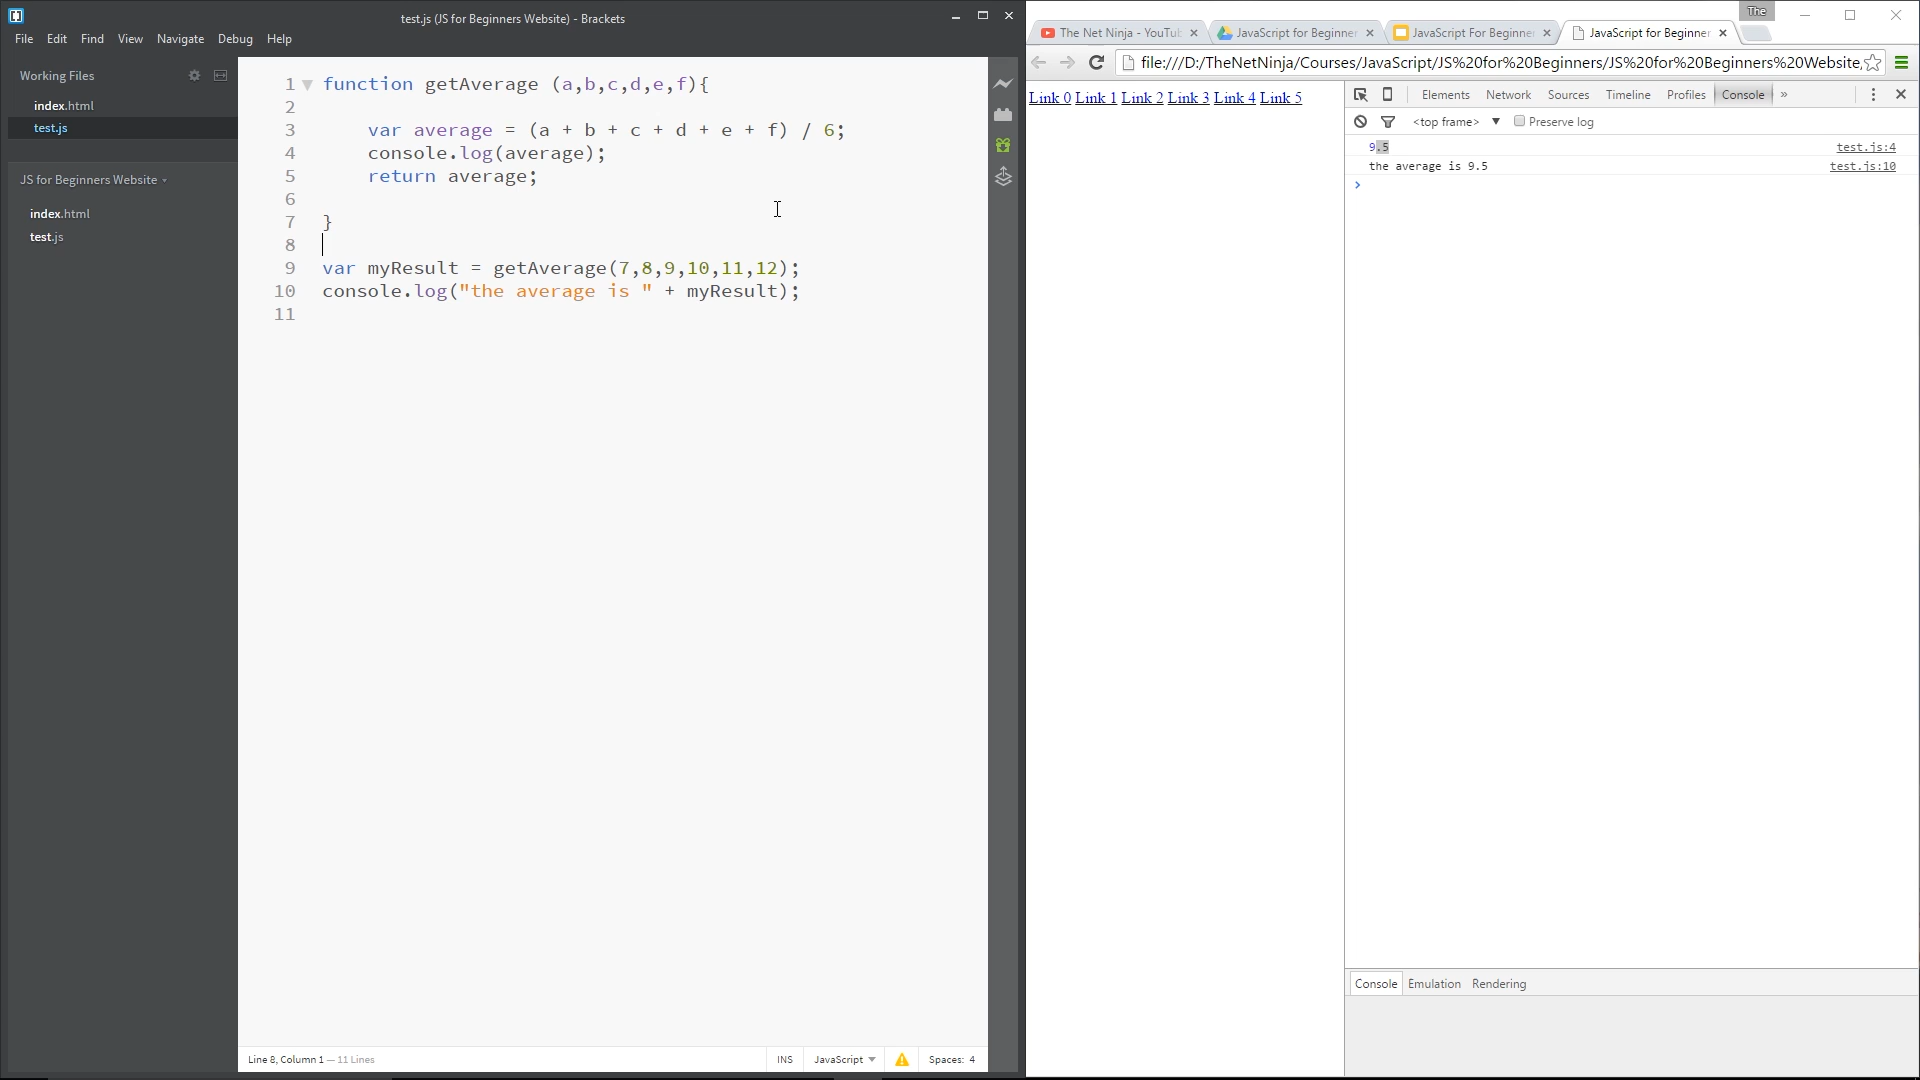 test.js (JS for Beginners Website) - Brackets
File Edit Find View Navigate Debug Help
Working Files
index.html
test.js
JS for Beginners Website
index.html
test.js
1 function getAverage (a,b,c,d,e,f){
2
3 var average = (a + b + c + d + e + f) / 6;
4 console.log(average);
5 return average;
6
7 }
8
9 var myResult = getAverage(7,8,9,10,11,12);
10 console.log("the average is " + myResult);
11
Line 8, Column 1 — 11 Lines
INS JavaScript Spaces: 4
The
The Net Ninja - YouTu JavaScript for Beginner JavaScript For Beginne JavaScript for Beginner
file:///D:/TheNetNinja/Courses/JavaScript/JS%20for%20Beginners/JS%20for%20Beginners%20Website,
Link 0 Link 1 Link 2 Link 3 Link 4 Link 5
Elements Network Sources Timeline Profiles Console »
<top frame> ▼ Preserve log
9.5 test.js:4
the average is 9.5 test.js:10
>
Console Emulation Rendering